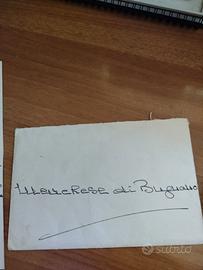 Marchese di Bugnano
subito